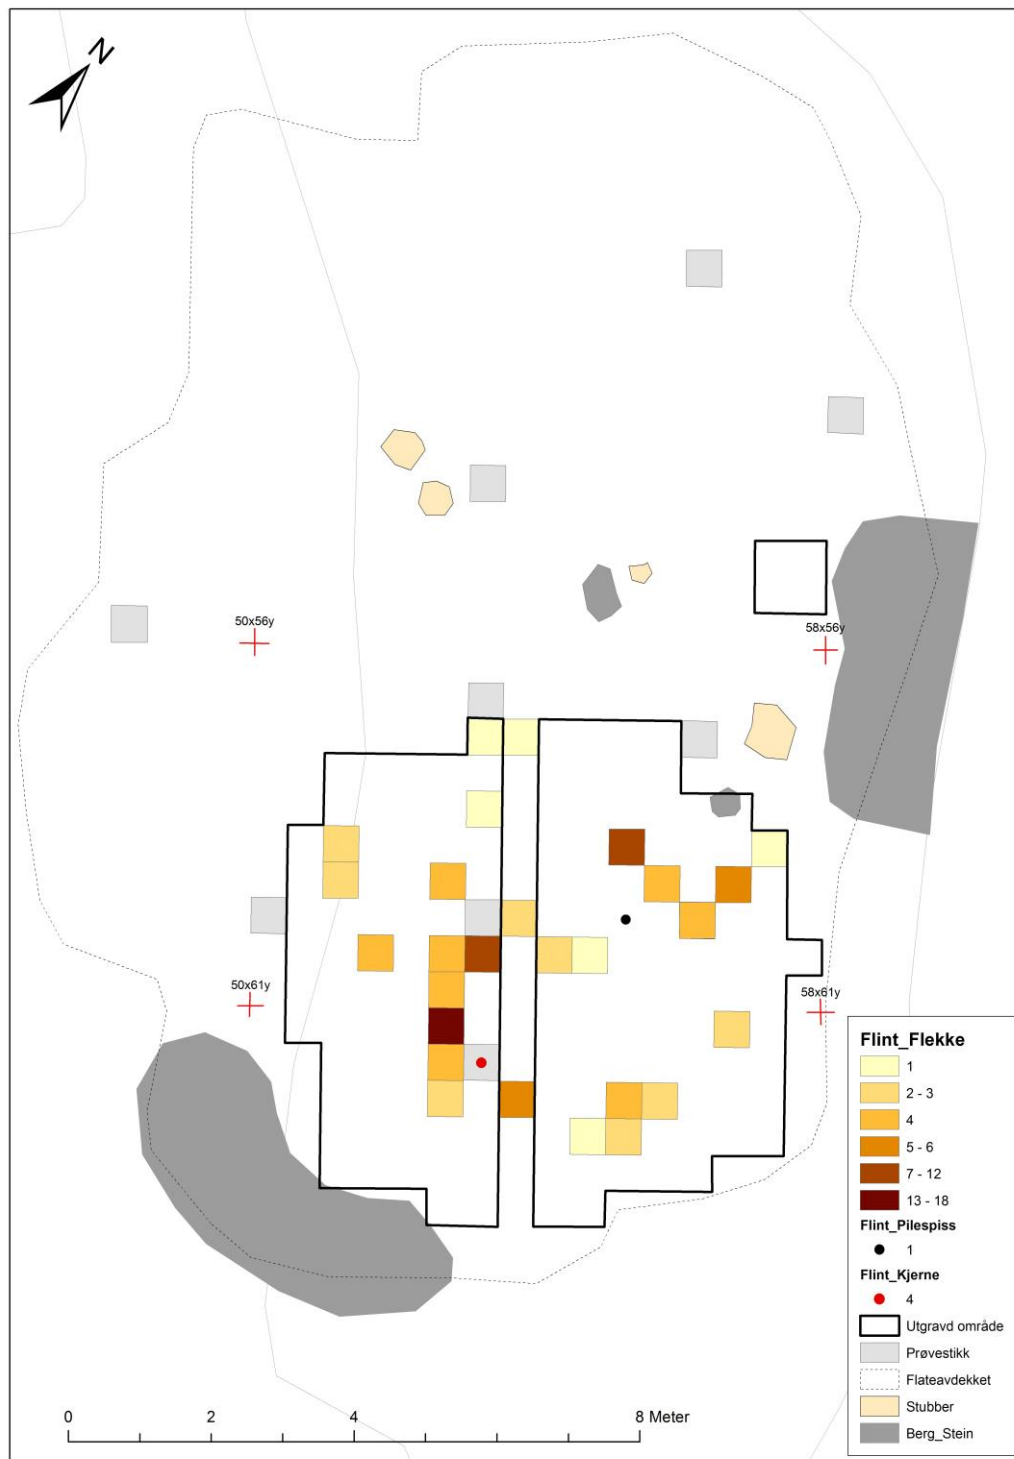 N
50x56y
58x56y
50x61y
58x61y
Flint_Flekke
1
2 - 3
4
5 - 6
7 - 12
13 - 18
Flint_Pilespiss
1
Flint_Kjerne
4
Utgravd område
Prøvestikk
Flateavdekket
Stubber
Berg_Stein
0 2 4 8 Meter